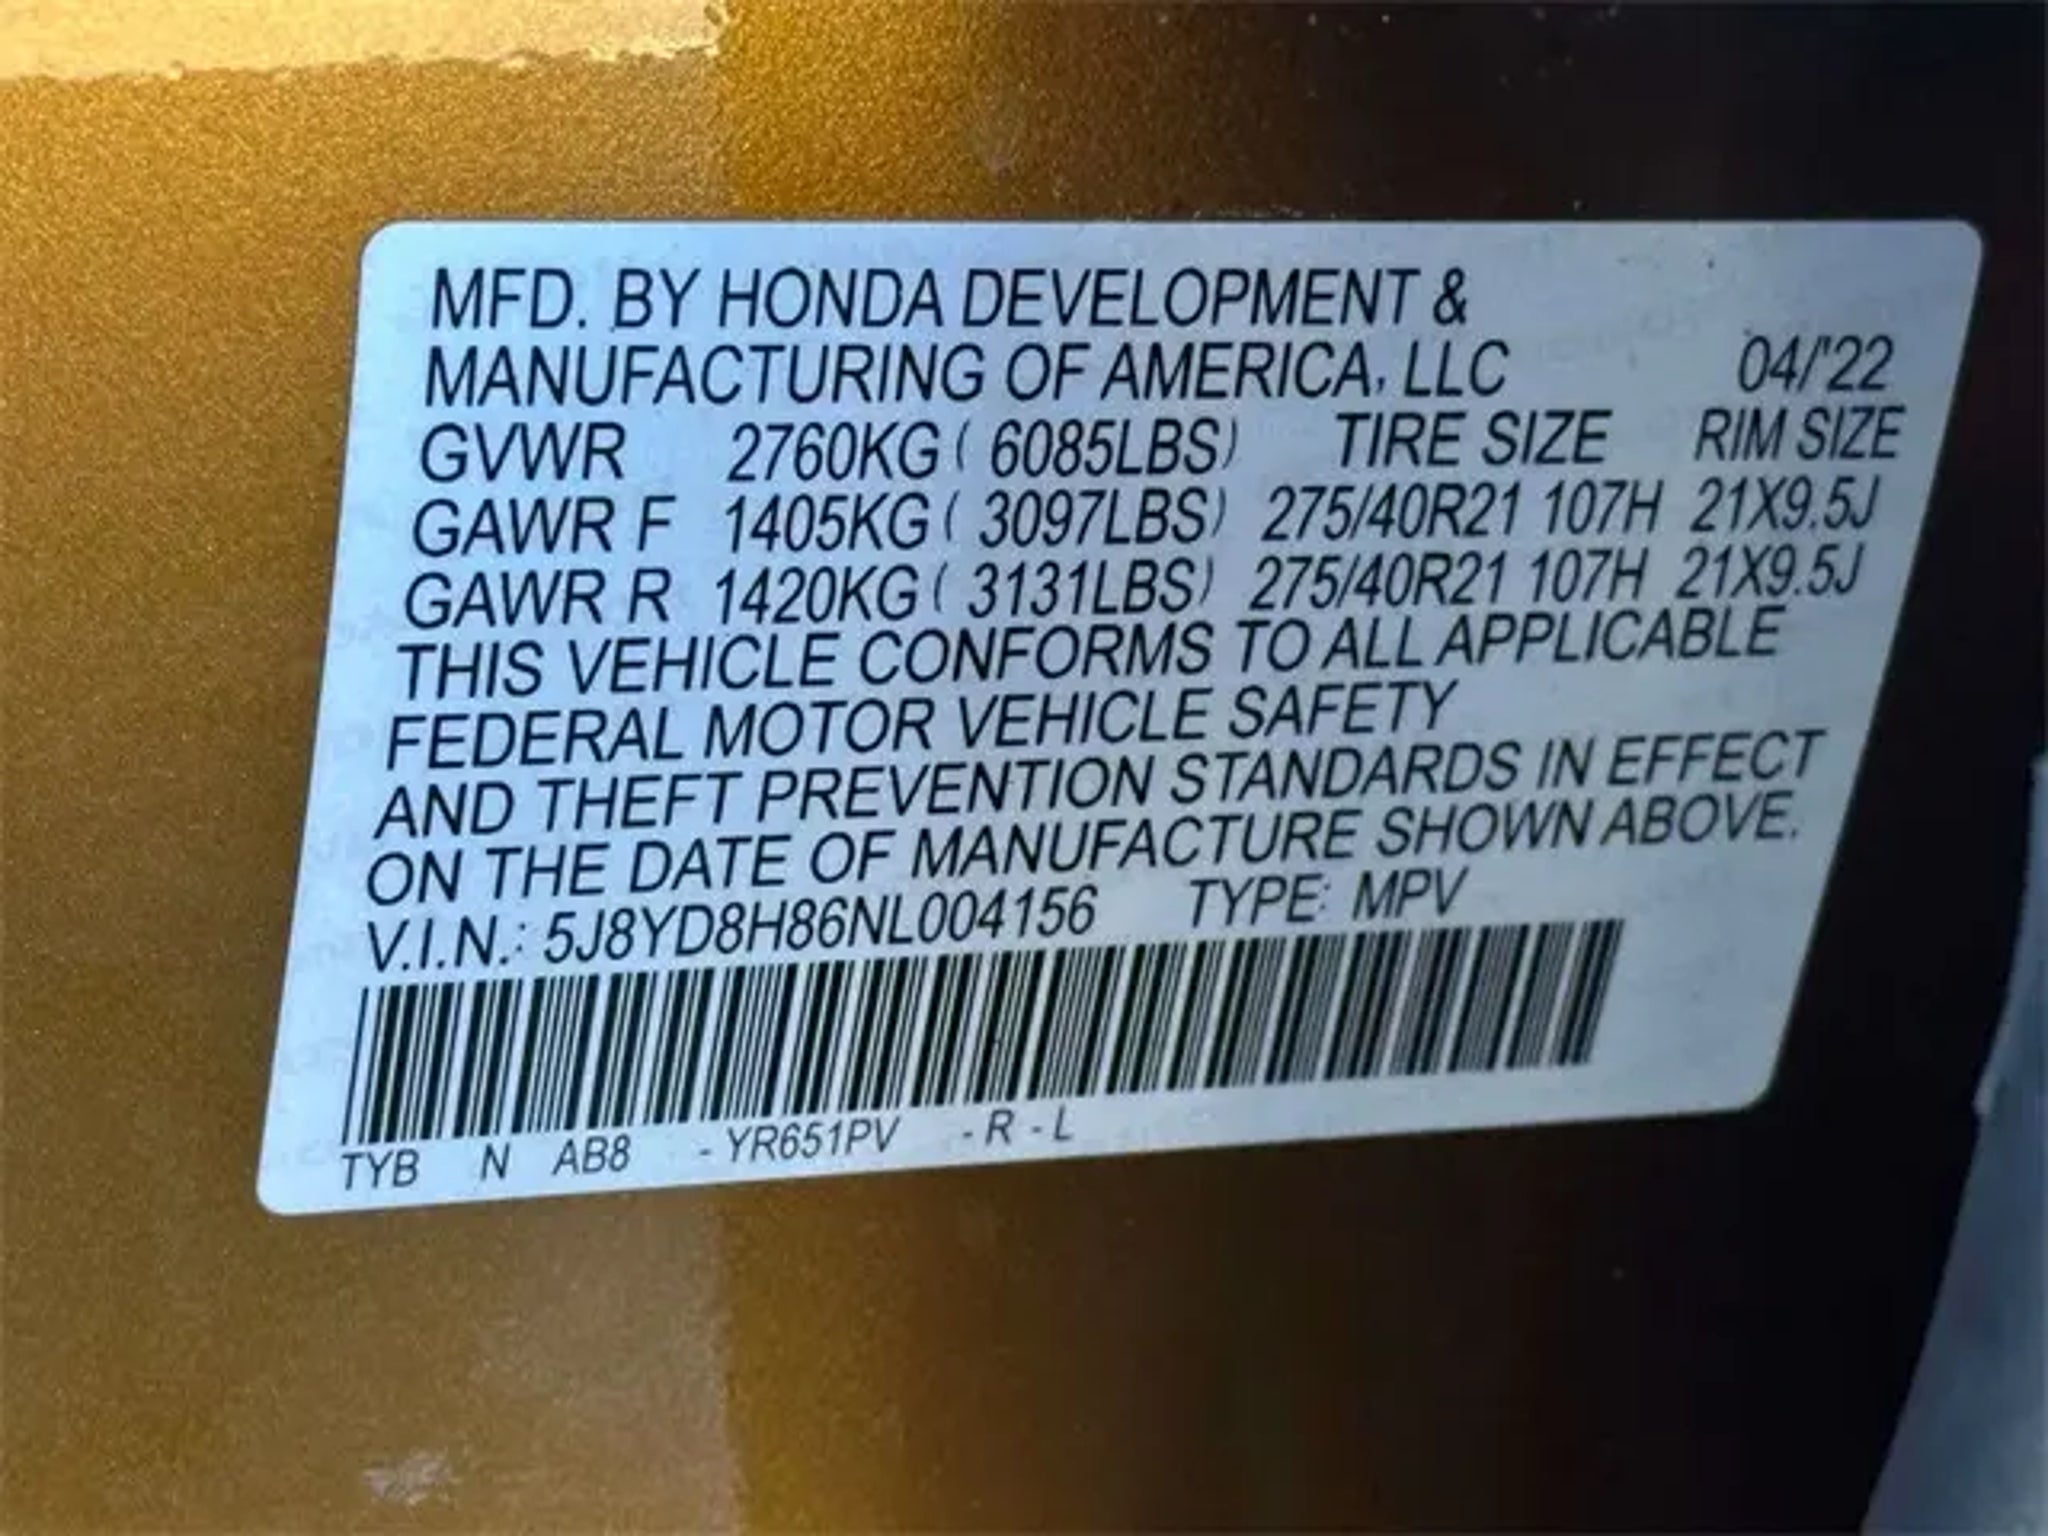 MFD. BY HONDA DEVELOPMENT &
MANUFACTURING OF AMERICA, LLC 04/'22
GVWR 2760KG ( 6085LBS) TIRE SIZE RIM SIZE
GAWR F 1405KG ( 3097LBS) 275/40R21 107H 21X9.5J
GAWR R 1420KG ( 3131LBS) 275/40R21 107H 21X9.5J
THIS VEHICLE CONFORMS TO ALL APPLICABLE
FEDERAL MOTOR VEHICLE SAFETY
AND THEFT PREVENTION STANDARDS IN EFFECT
ON THE DATE OF MANUFACTURE SHOWN ABOVE.
V.I.N.: 5J8YD8H86NL004156 TYPE: MPV
TYB N AB8 - YR651PV - R - L